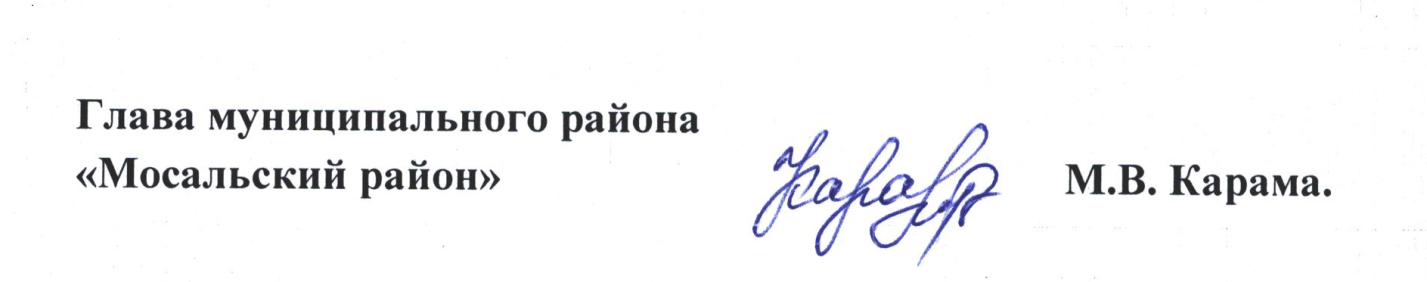 Глава муниципального района
«Мосальский район»
М.В. Карама.